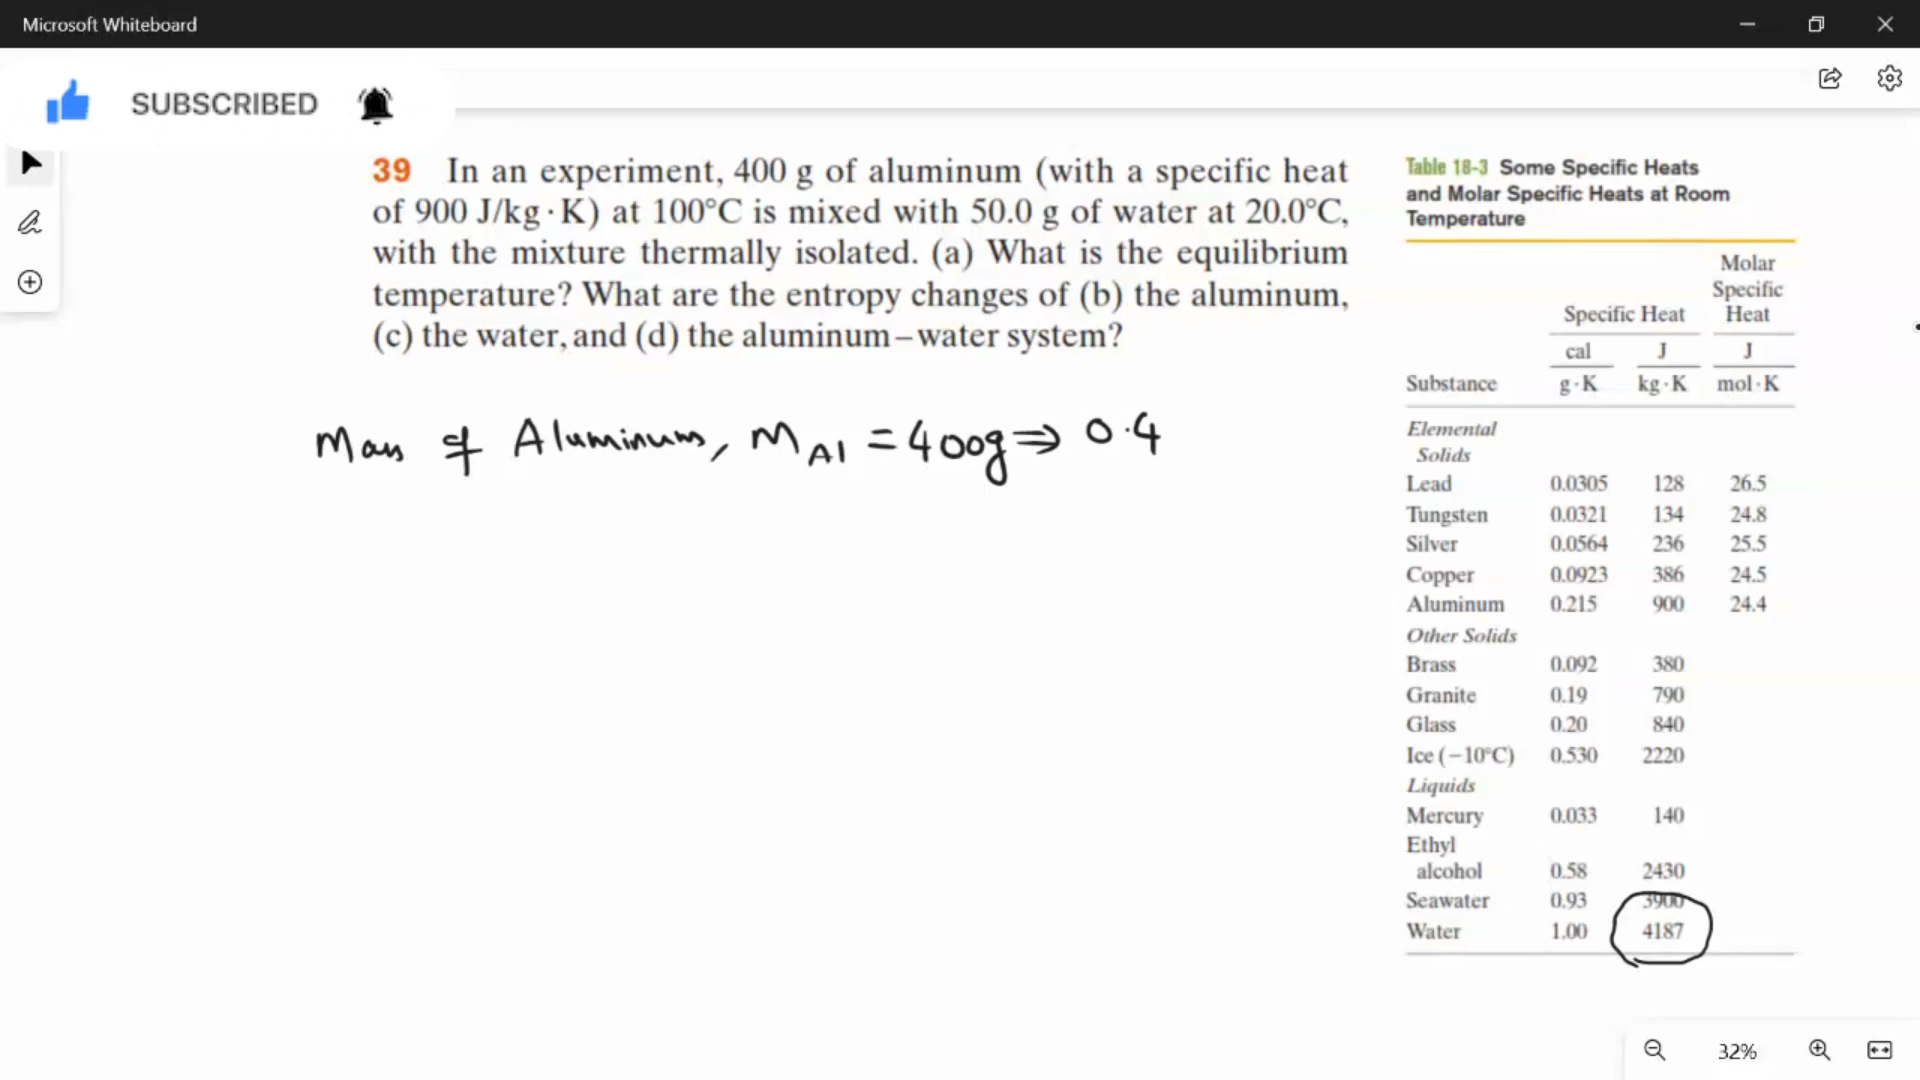 Microsoft Whiteboard
SUBSCRIBED
39 In an experiment, 400 g of aluminum (with a specific heat
of 900 J/kg · K) at 100°C is mixed with 50.0 g of water at 20.0°C,
with the mixture thermally isolated. (a) What is the equilibrium
temperature? What are the entropy changes of (b) the aluminum,
(c) the water, and (d) the aluminum–water system?
Mass of Aluminum, MAl = 400g ⇒ 0.4
Table 18-3 Some Specific Heats
and Molar Specific Heats at Room
Temperature
Molar
Specific
Specific Heat Heat
cal J J
Substance g · K kg · K mol · K
Elemental
Solids
Lead 0.0305 128 26.5
Tungsten 0.0321 134 24.8
Silver 0.0564 236 25.5
Copper 0.0923 386 24.5
Aluminum 0.215 900 24.4
Other Solids
Brass 0.092 380
Granite 0.19 790
Glass 0.20 840
Ice (−10°C) 0.530 2220
Liquids
Mercury 0.033 140
Ethyl
alcohol 0.58 2430
Seawater 0.93 3900
Water 1.00 4187
32%